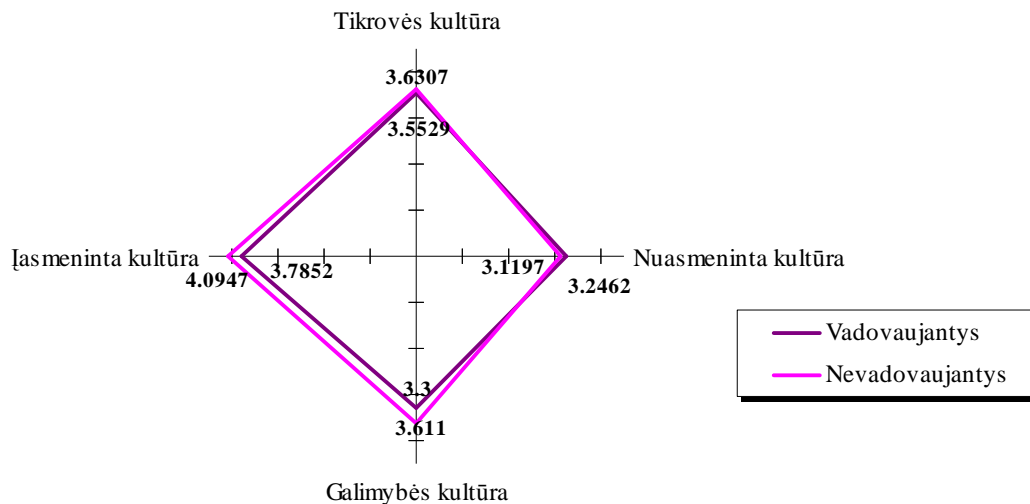 Tikrovės kultūra
3.6307
3.5529
Įasmeninta kultūra
Nuasmeninta kultūra
4.0947
3.7852
3.1197
3.2462
Vadovaujantys
Nevadovaujantys
3.3
3.611
Galimybės kultūra